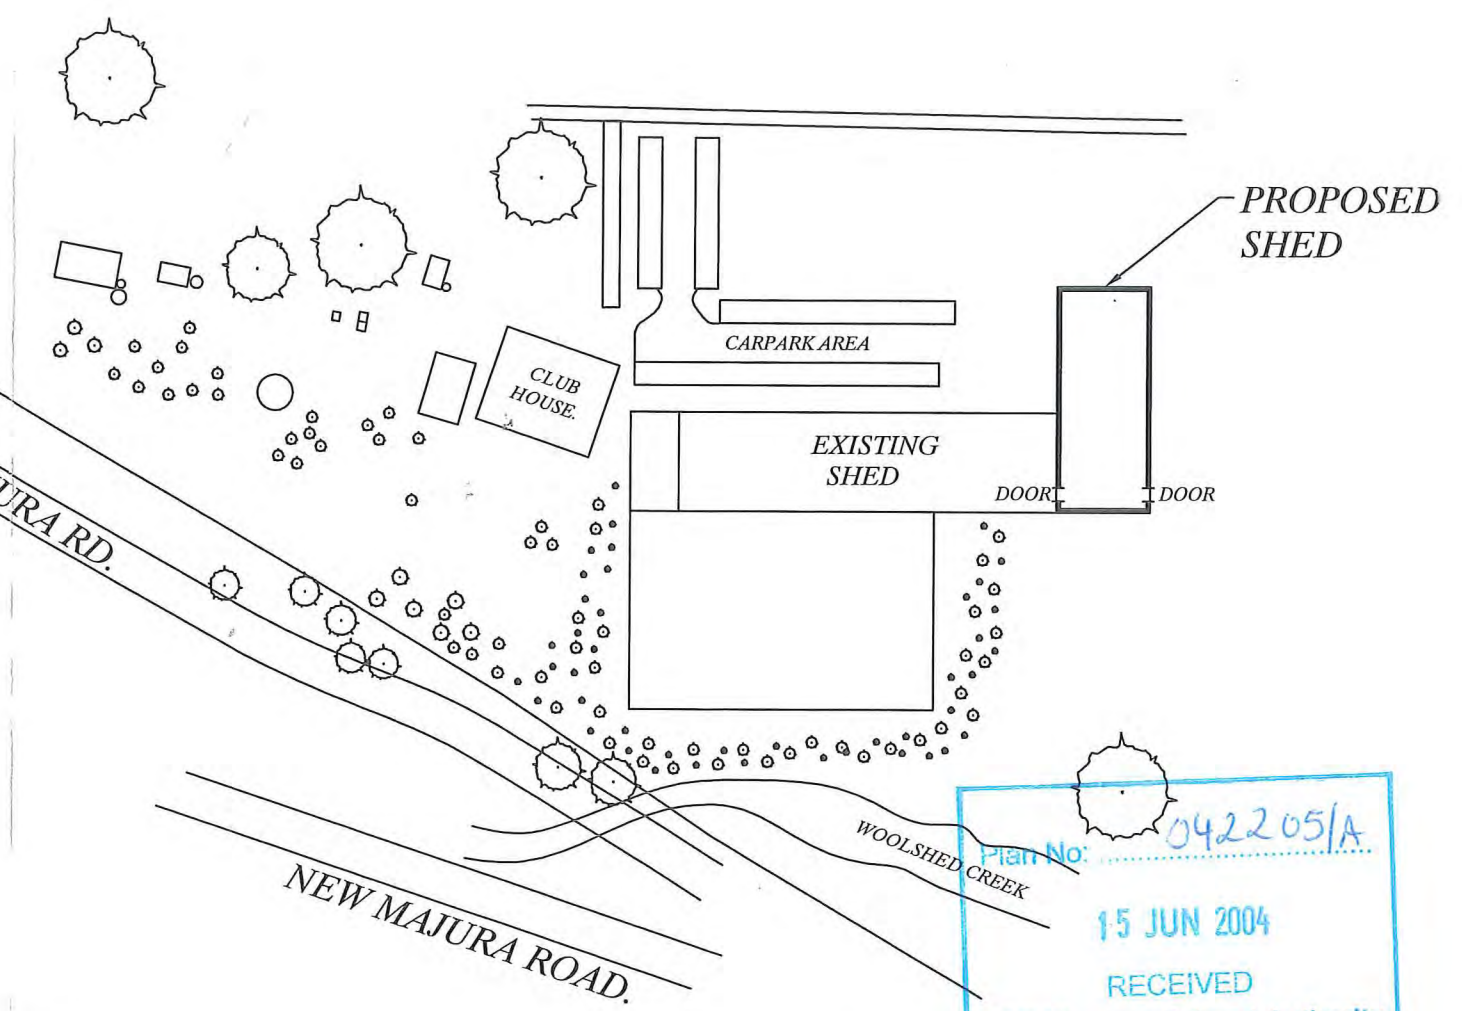 PROPOSED
SHED
CARPARK AREA
CLUB
HOUSE.
EXISTING
SHED
DOOR
DOOR
URA RD.
WOOLSHED CREEK
NEW MAJURA ROAD.
Plan No: 042205/A
15 JUN 2004
RECEIVED